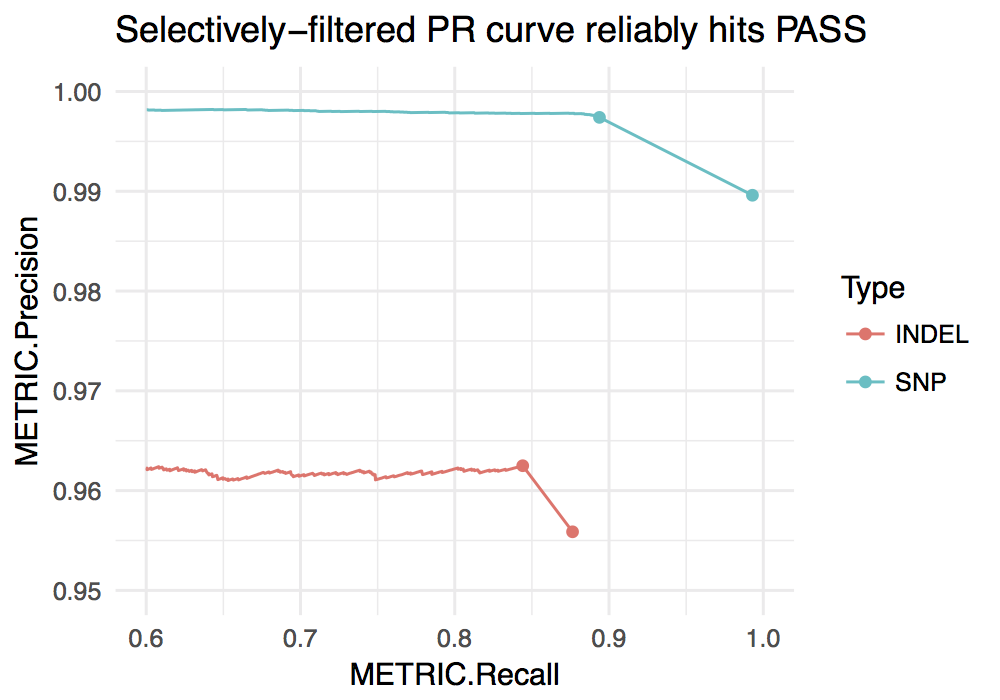 Selectively−filtered PR curve reliably hits PASS
METRIC.Precision
1.00
0.99
0.98
0.97
0.96
0.95
0.6 0.7 0.8 0.9 1.0
METRIC.Recall
Type
INDEL
SNP